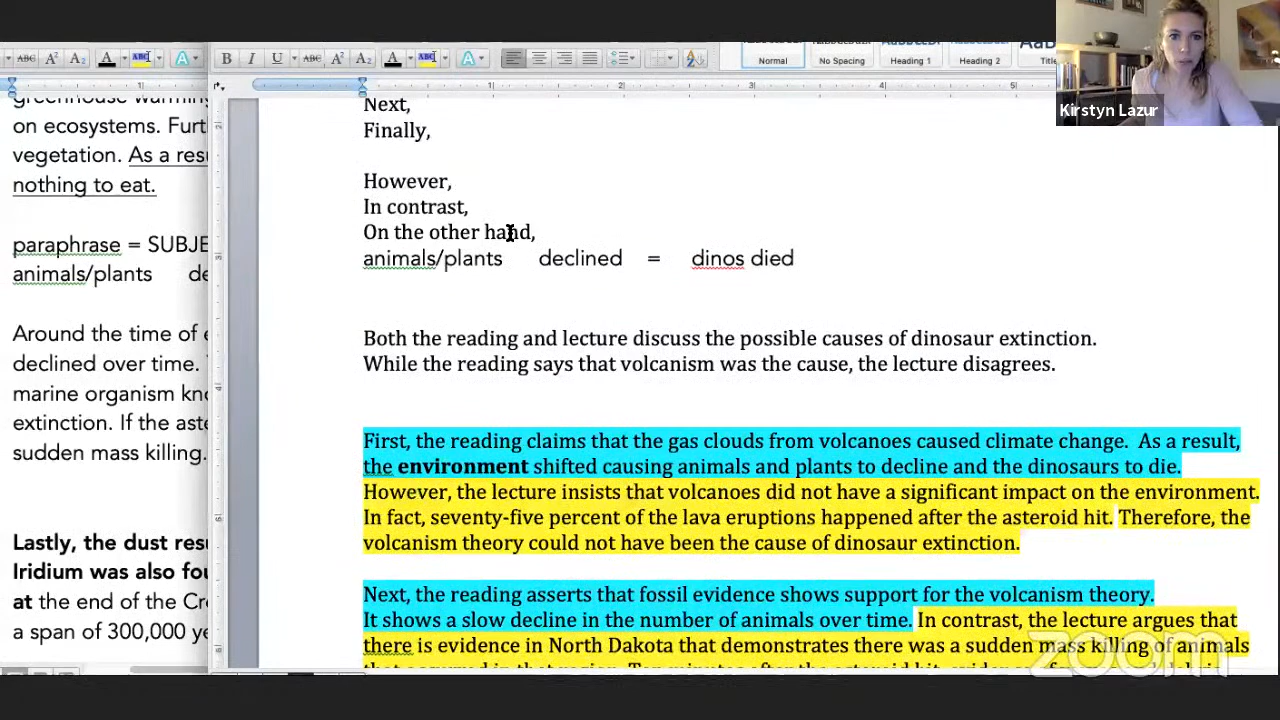 Normal
No Spacing
Heading 1
Heading 2
Kirstyn Lazur
greenhouse warming
on ecosystems. Furt
vegetation. As a resu
nothing to eat.
paraphrase = SUBJE
animals/plants de
Around the time of e
declined over time.
marine organism kno
extinction. If the aste
sudden mass killing.
Lastly, the dust resu
Iridium was also fou
at the end of the Cre
a span of 300,000 ye
Next,
Finally,
However,
In contrast,
On the other hand,
animals/plants declined = dinos died
Both the reading and lecture discuss the possible causes of dinosaur extinction.
While the reading says that volcanism was the cause, the lecture disagrees.
First, the reading claims that the gas clouds from volcanoes caused climate change. As a result,
the environment shifted causing animals and plants to decline and the dinosaurs to die.
However, the lecture insists that volcanoes did not have a significant impact on the environment.
In fact, seventy-five percent of the lava eruptions happened after the asteroid hit. Therefore, the
volcanism theory could not have been the cause of dinosaur extinction.
Next, the reading asserts that fossil evidence shows support for the volcanism theory.
It shows a slow decline in the number of animals over time. In contrast, the lecture argues that
there is evidence in North Dakota that demonstrates there was a sudden mass killing of animals
zoom